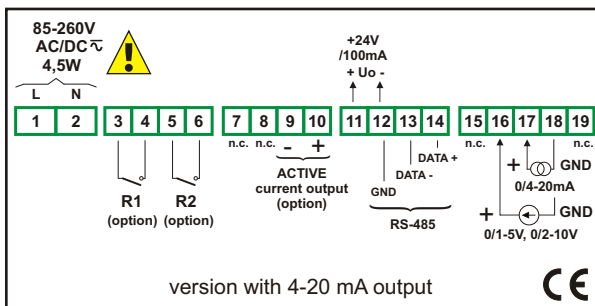 85-260V
AC/DC
4,5W
+24V
/100mA
+ Uo -
L N
1 2 3 4 5 6 7 8 9 10 11 12 13 14 15 16 17 18 19
n.c. n.c. - + n.c. n.c.
R1
(option)
R2
(option)
ACTIVE
current output
(option)
GND
DATA -
DATA +
RS-485
+ GND
0/4-20mA
+ GND
0/1-5V, 0/2-10V
version with 4-20 mA output
CE